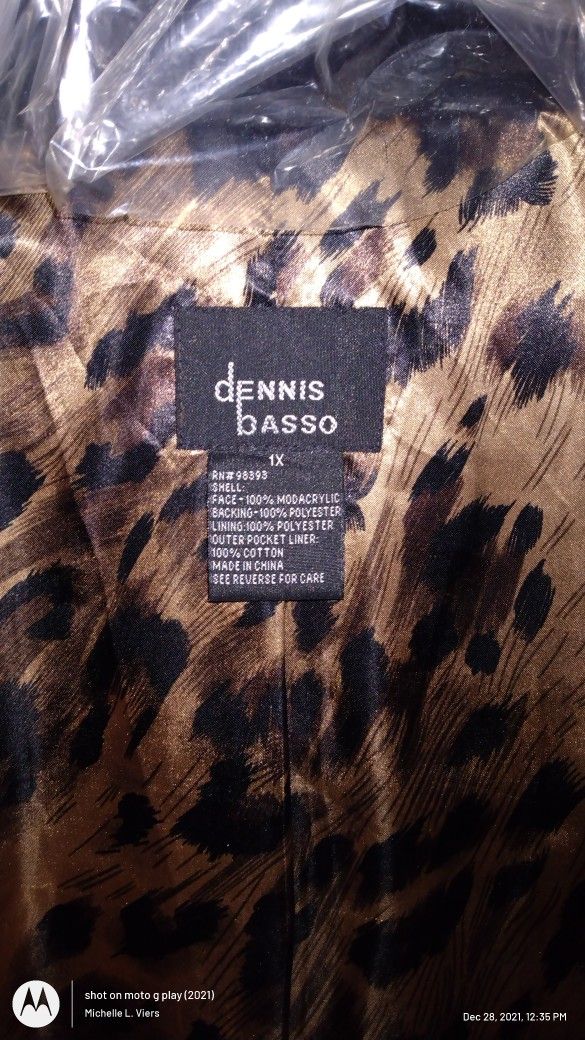 dENNIS
bASSO
1X
RN# 98393
SHELL:
FACE-100% MODACRYLIC
BACKING-100% POLYESTER
LINING:100% POLYESTER
OUTER POCKET LINER:
100% COTTON
MADE IN CHINA
SEE REVERSE FOR CARE
shot on moto g play (2021)
Michelle L. Viers
Dec 28, 2021, 12:35 PM